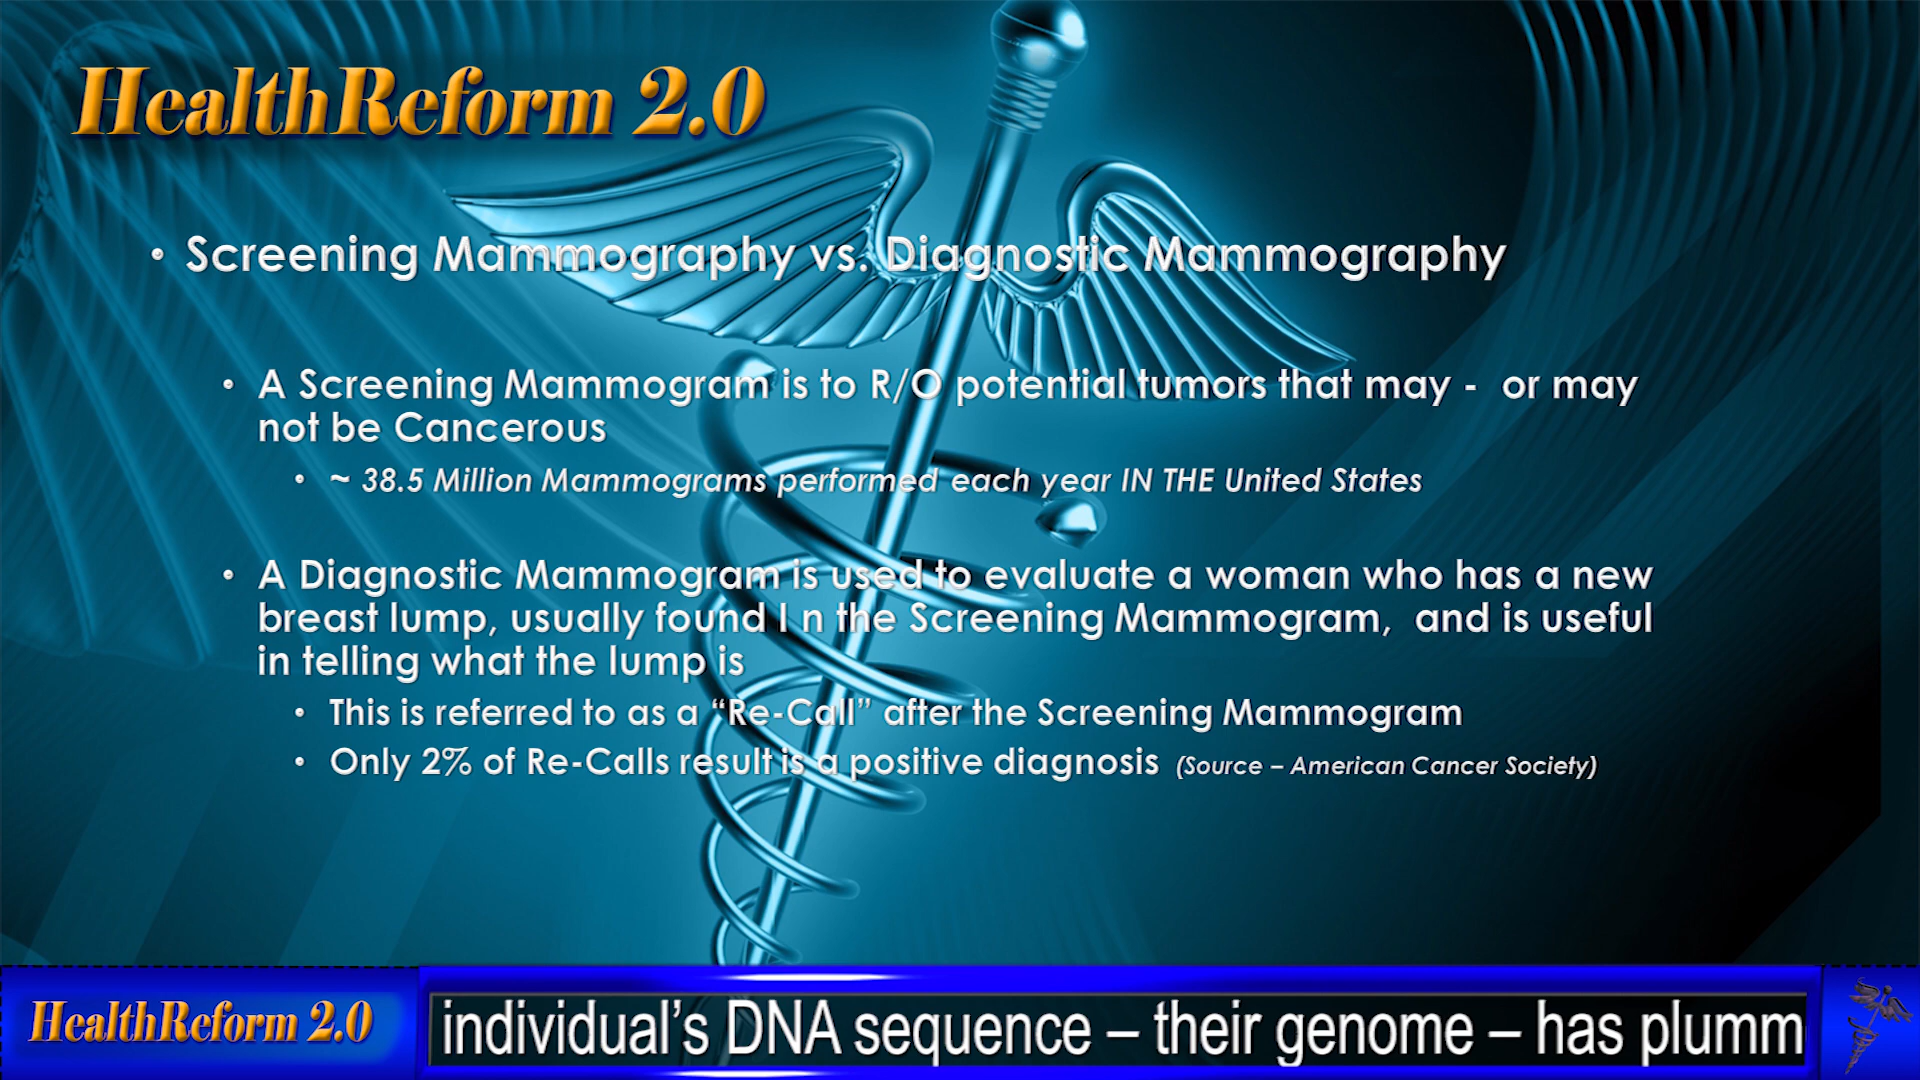 HealthReform 2.0
• Screening Mammography vs. Diagnostic Mammography
• A Screening Mammogram is to R/O potential tumors that may - or may
not be Cancerous
• ~ 38.5 Million Mammograms performed each year IN THE United States
• A Diagnostic Mammogram is used to evaluate a woman who has a new
breast lump, usually found I n the Screening Mammogram, and is useful
in telling what the lump is
• This is referred to as a “Re-Call” after the Screening Mammogram
• Only 2% of Re-Calls result is a positive diagnosis (Source – American Cancer Society)
HealthReform 2.0
individual’s DNA sequence – their genome – has plumm